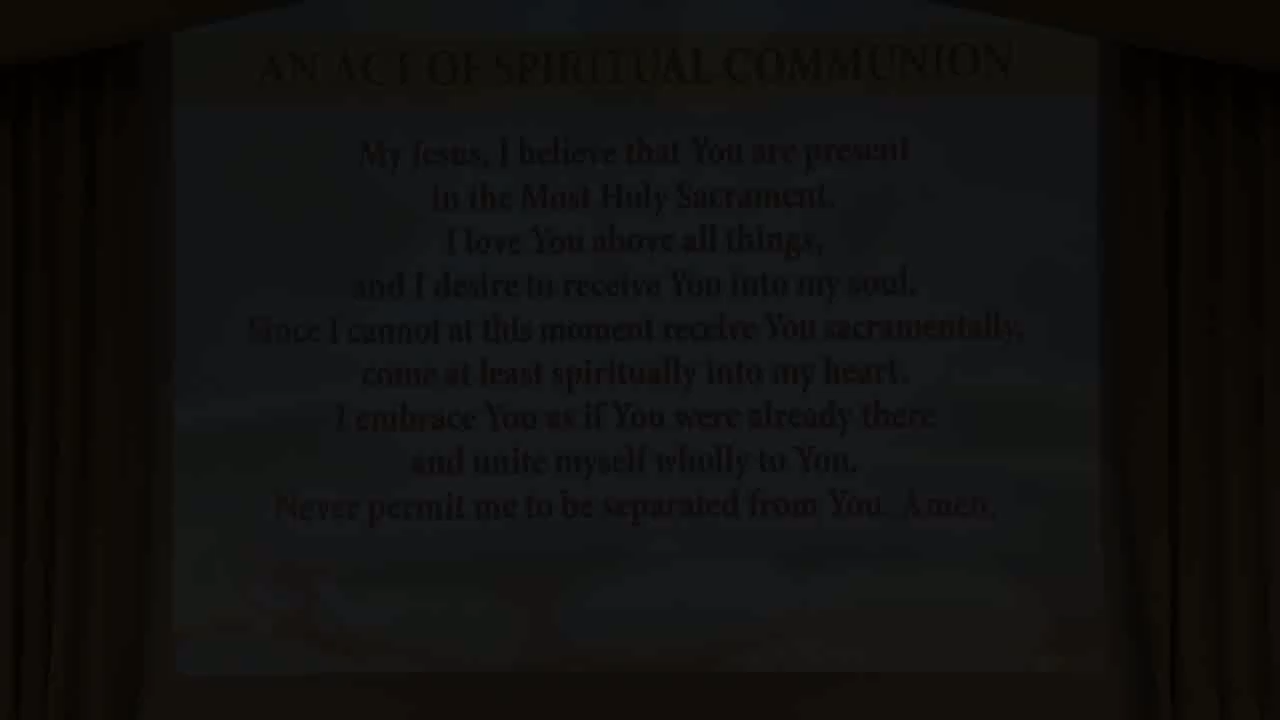 AN ACT OF SPIRITUAL COMMUNION
My Jesus, I believe that You are present
in the Most Holy Sacrament.
I love You above all things,
and I desire to receive You into my soul.
Since I cannot at this moment receive You sacramentally,
come at least spiritually into my heart.
I embrace You as if You were already there
and unite myself wholly to You.
Never permit me to be separated from You. Amen.